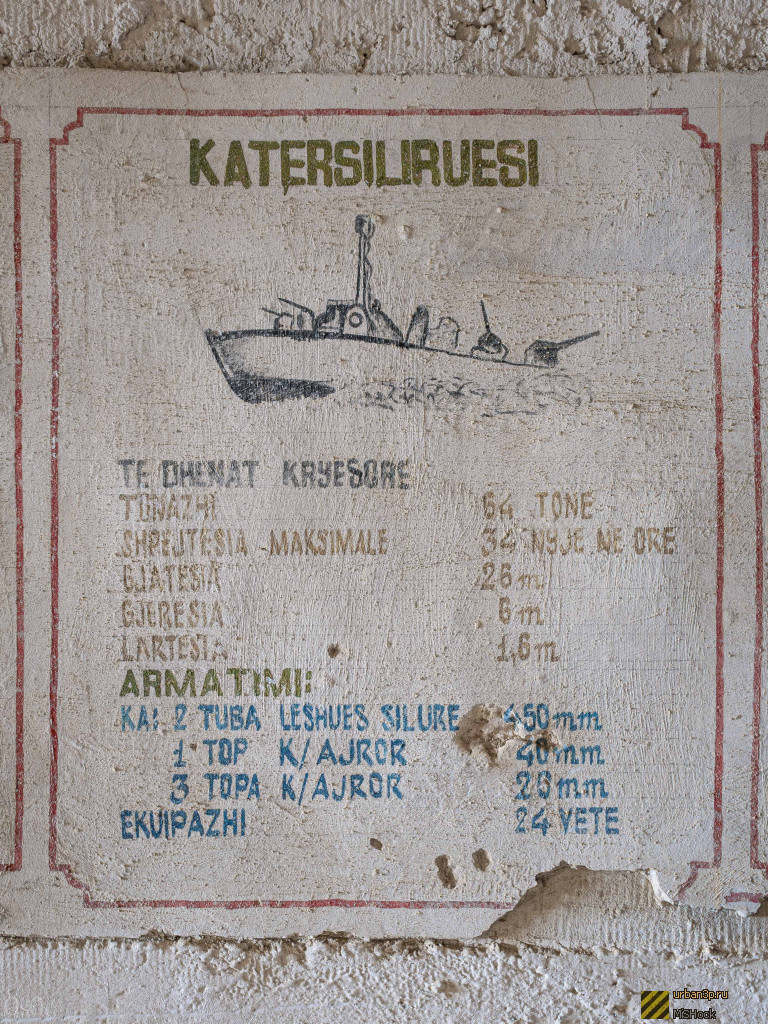 KATERSILIRUESI
TE DHENAT KRYESORE
TONAZHI 64 TONE
SHPEJTESIA MAKSIMALE 34 NYJE NE ORE
GJATESIA 26 m
GJERESIA 6 m
LARTESIA 1,6 m
ARMATIMI:
KA: 2 TUBA LESHUES SILURE 450 mm
1 TOP K/AJROR 40 mm
3 TOPA K/AJROR 26 mm
EKUIPAZHI 24 VETE
urban3p.ru
MSHock